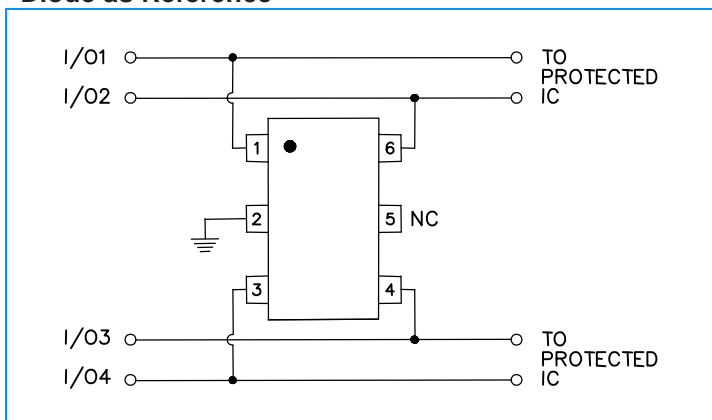 Diode as Reference
I/O1
TO
PROTECTED
I/O2
IC
1
6
2
5 NC
3
4
I/O3
TO
PROTECTED
I/O4
IC